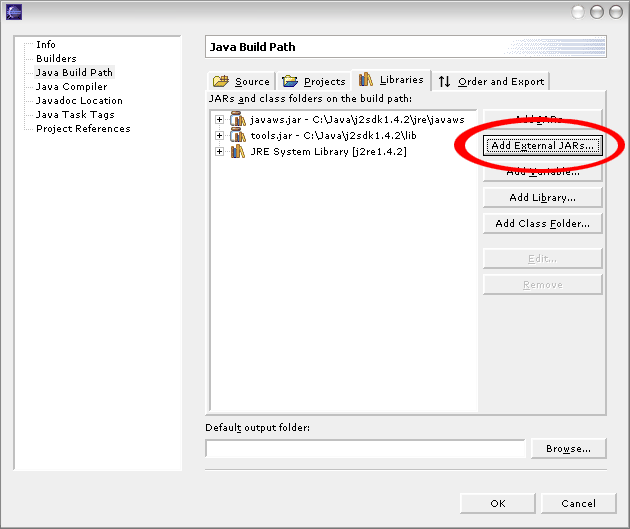 Info
Builders
Java Build Path
Java Compiler
Javadoc Location
Java Task Tags
Project References
Java Build Path
Source Projects Libraries Order and Export
JARs and class folders on the build path:
javaws.jar - C:\Java\j2sdk1.4.2\jre\javaws
tools.jar - C:\Java\j2sdk1.4.2\lib
JRE System Library [j2re1.4.2]
Add JARs...
Add External JARs...
Add Variable...
Add Library...
Add Class Folder...
Edit...
Remove
Default output folder:
Browse...
OK Cancel